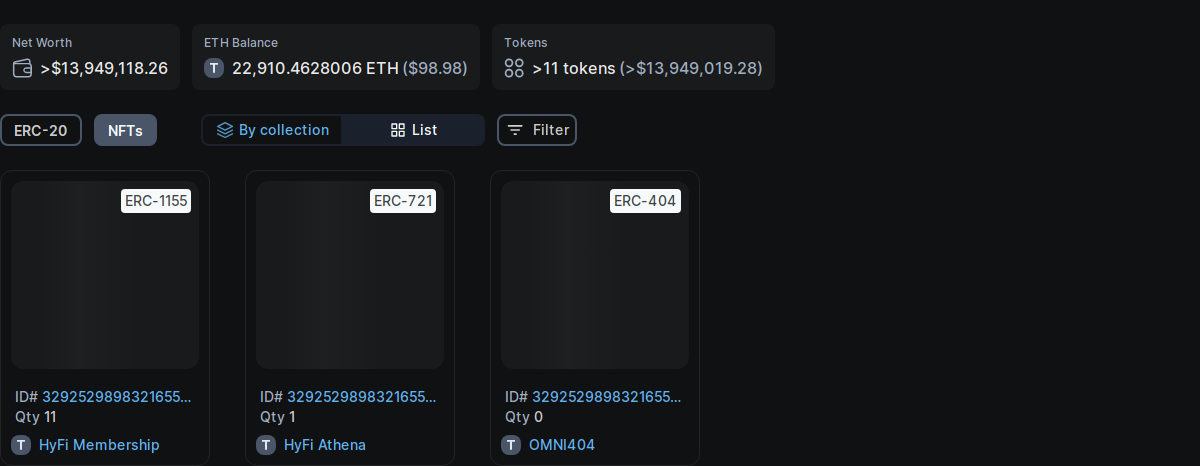 Net Worth
>$13,949,118.26
ETH Balance
T 22,910.4628006 ETH ($98.98)
Tokens
>11 tokens (>$13,949,019.28)
ERC-20 NFTs By collection List Filter
ERC-1155
ID# 3292529898321655...
Qty 11
T HyFi Membership
ERC-721
ID# 3292529898321655...
Qty 1
T HyFi Athena
ERC-404
ID# 3292529898321655...
Qty 0
T OMNI404